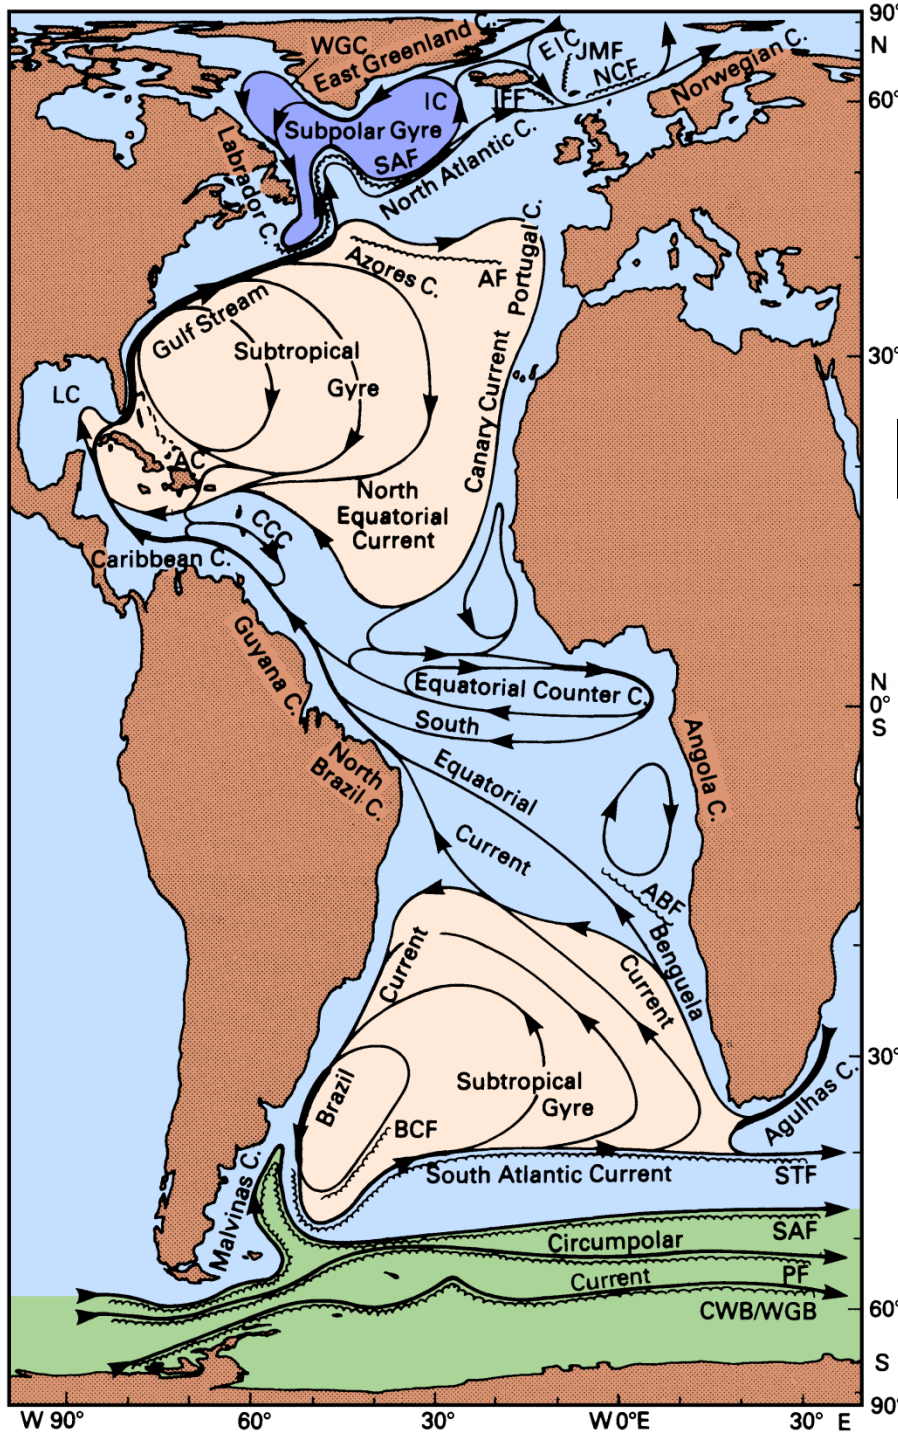 90°
N
WGC
East Greenland C.
EIC
JMF
NCF
Norwegian C.
IC
IFF
60°
Subpolar Gyre
SAF
Labrador C.
North Atlantic C.
Portugal C.
Azores C.
AF
Gulf Stream
Subtropical
Gyre
30°
LC
Canary Current
AC
North
Equatorial
Current
CCC
Caribbean C.
Guyana C.
Equatorial Counter C.
N
0°
S
South
Angola C.
North
Brazil C.
Equatorial
Current
ABF
Benguela
Current
Current
30°
Brazil
Subtropical
Gyre
Agulhas C.
BCF
South Atlantic Current
STF
Malvinas C.
SAF
Circumpolar
PF
Current
CWB/WGB
60°
S
90°
W 90°
60°
30°
W 0° E
30° E